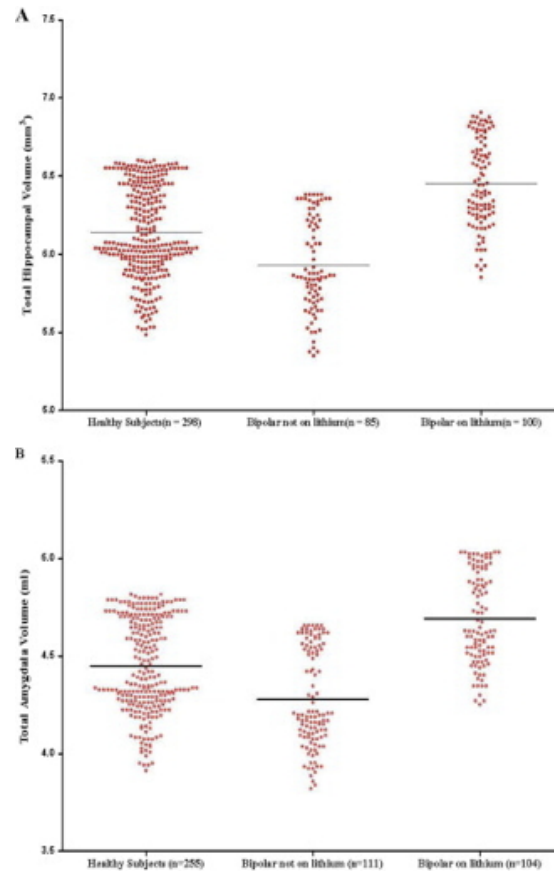 A
7.5
7.0
6.5
6.0
5.5
5.0
Total Hippocampal Volume (mm³)
Healthy Subjects(n = 298)
Bipolar not on lithium(n = 85)
Bipolar on lithium(n = 100)
B
5.5
5.0
4.5
4.0
3.5
Total Amygdala Volume (ml)
Healthy Subjects (n=255)
Bipolar not on lithium (n=111)
Bipolar on lithium (n=104)